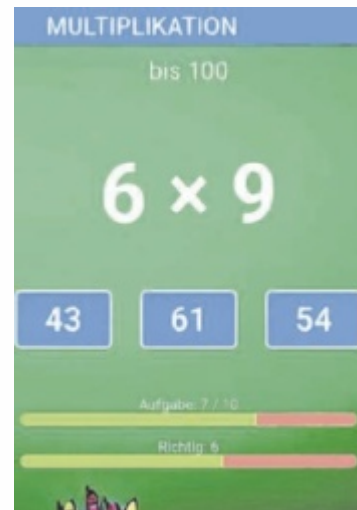 MULTIPLIKATION
bis 100
6 × 9
43 61 54
Aufgabe: 7 / 10
Richtig: 6